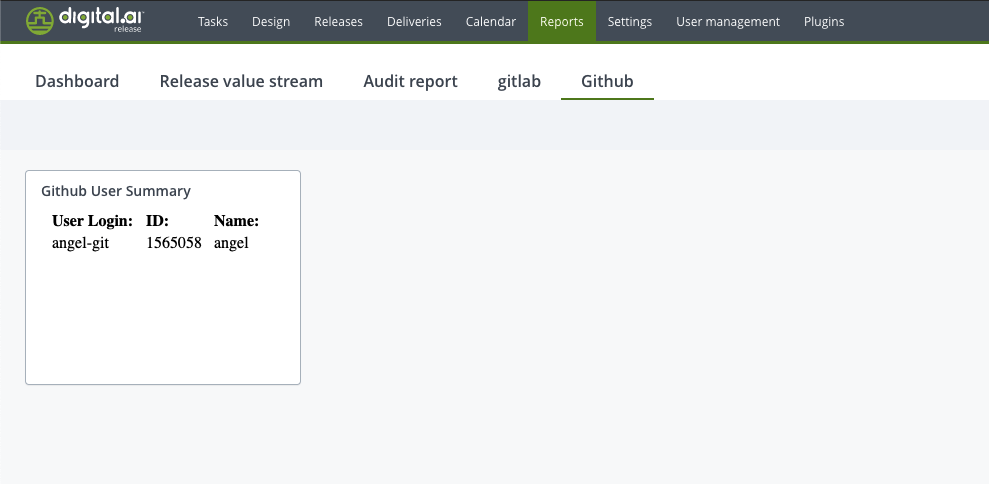 digital.ai release Tasks Design Releases Deliveries Calendar Reports Settings User management Plugins
Dashboard Release value stream Audit report gitlab Github
Github User Summary
User Login: ID: Name:
angel-git 1565058 angel